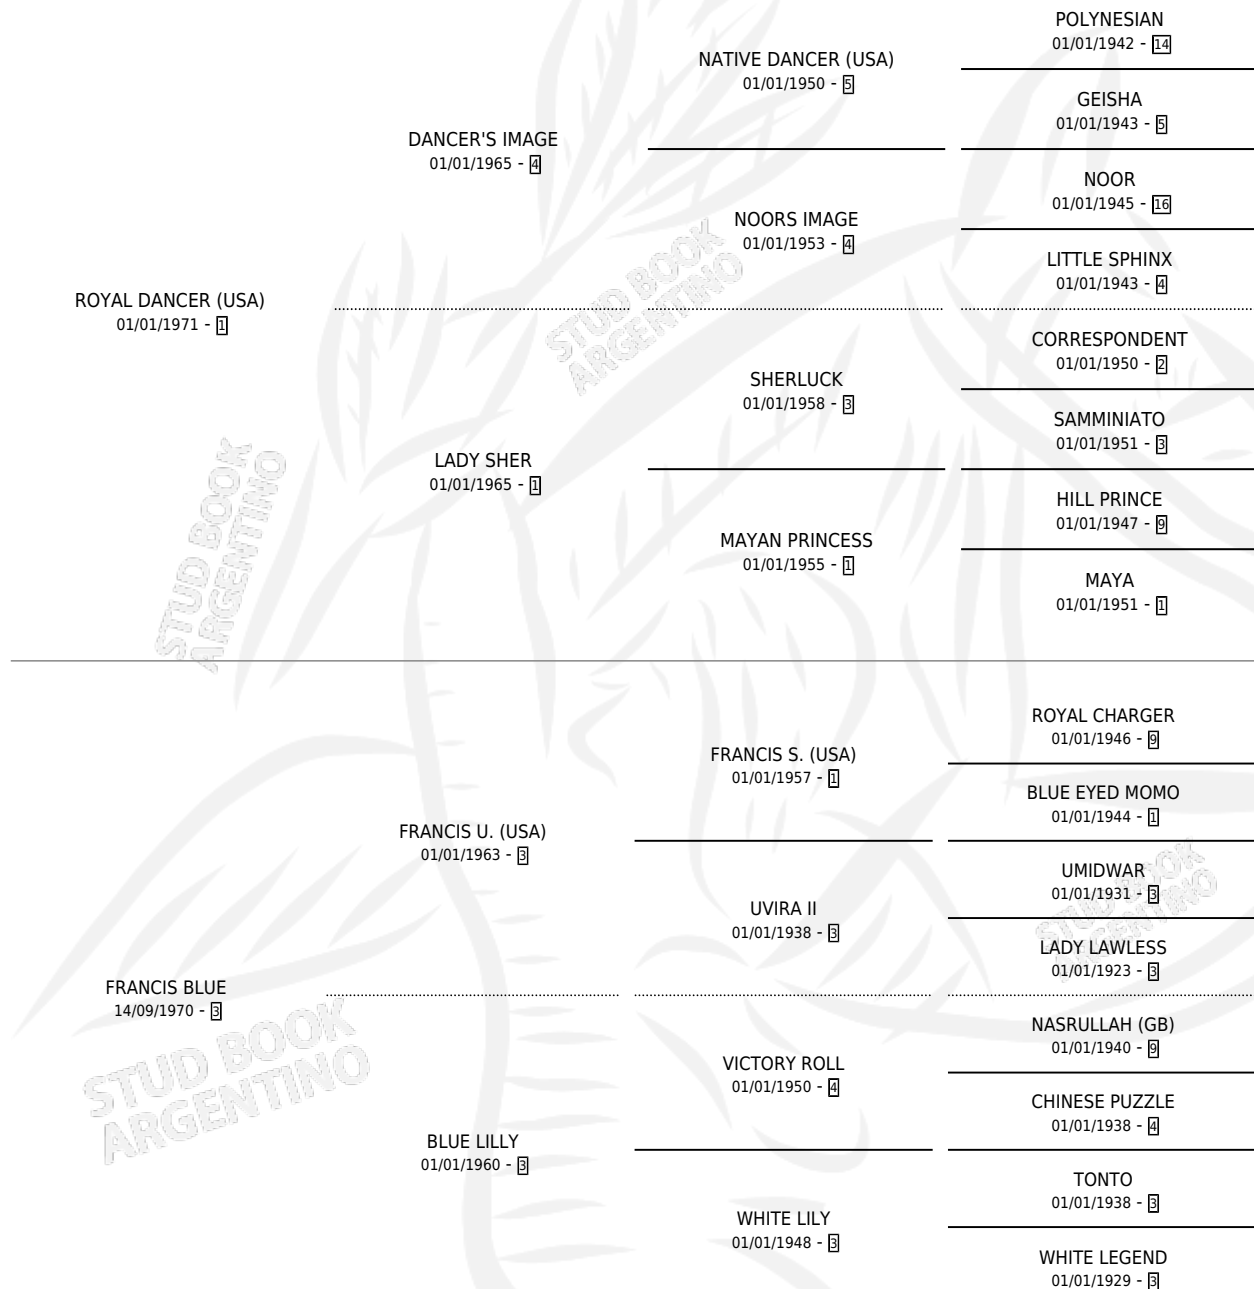 POLYNESIAN
01/01/1942 - 14
NATIVE DANCER (USA)
01/01/1950 - 5
GEISHA
01/01/1943 - 5
DANCER'S IMAGE
01/01/1965 - 4
NOOR
01/01/1945 - 16
NOORS IMAGE
01/01/1953 - 4
LITTLE SPHINX
01/01/1943 - 4
ROYAL DANCER (USA)
01/01/1971 - 1
CORRESPONDENT
01/01/1950 - 2
SHERLUCK
01/01/1958 - 3
SAMMINIATO
01/01/1951 - 3
LADY SHER
01/01/1965 - 1
HILL PRINCE
01/01/1947 - 9
MAYAN PRINCESS
01/01/1955 - 1
MAYA
01/01/1951 - 1
STUD BOOK
ARGENTINO
STUD BOOK
ARGENTINO
ROYAL CHARGER
01/01/1946 - 9
FRANCIS S. (USA)
01/01/1957 - 1
BLUE EYED MOMO
01/01/1944 - 1
FRANCIS U. (USA)
01/01/1963 - 3
UMIDWAR
01/01/1931 - 3
UVIRA II
01/01/1938 - 3
LADY LAWLESS
01/01/1923 - 3
FRANCIS BLUE
14/09/1970 - 3
NASRULLAH (GB)
01/01/1940 - 9
VICTORY ROLL
01/01/1950 - 4
CHINESE PUZZLE
01/01/1938 - 4
BLUE LILLY
01/01/1960 - 3
TONTO
01/01/1938 - 3
WHITE LILY
01/01/1948 - 3
WHITE LEGEND
01/01/1929 - 3
STUD BOOK
ARGENTINO
STUD BOOK
ARGENTINO